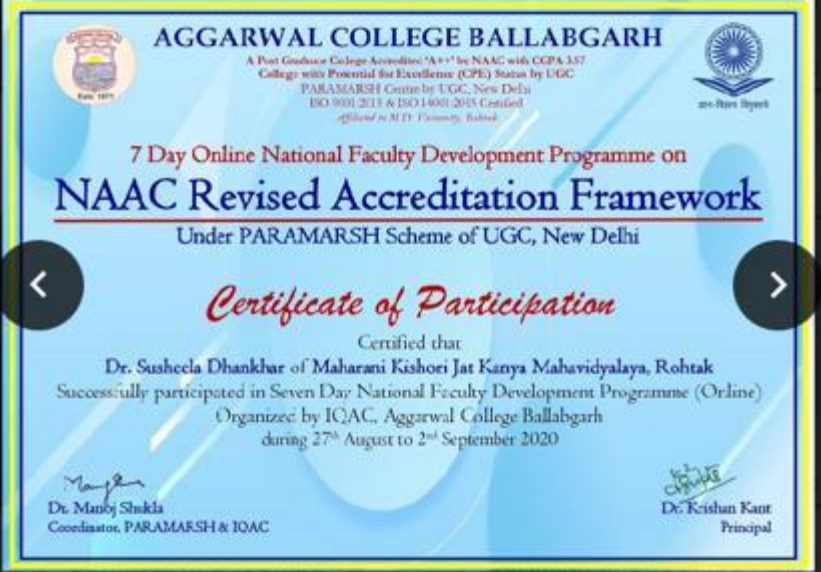 AGGARWAL COLLEGE BALLABGARH
A Post Graduate College Accredited "A++" by NAAC with CGPA 3.57
College with Potential for Excellence (CPE) Status by UGC
PARAMARSH Centre by UGC, New Delhi
ISO 9001:2015 & ISO 14001:2015 Certified
Affiliated to M.D. University, Rohtak
Estd. 1971
ज्ञान-विज्ञान विमुक्तये
7 Day Online National Faculty Development Programme on
NAAC Revised Accreditation Framework
Under PARAMARSH Scheme of UGC, New Delhi
Certificate of Participation
Certified that
Dr. Susheela Dhankhar of Maharani Kishori Jat Kanya Mahavidyalaya, Rohtak
Successfully participated in Seven Day National Faculty Development Programme (Online)
Organized by IQAC, Aggarwal College Ballabgarh
during 27th August to 2nd September 2020
Dr. Manoj Shukla
Coordinator, PARAMARSH & IQAC
Dr. Krishan Kant
Principal